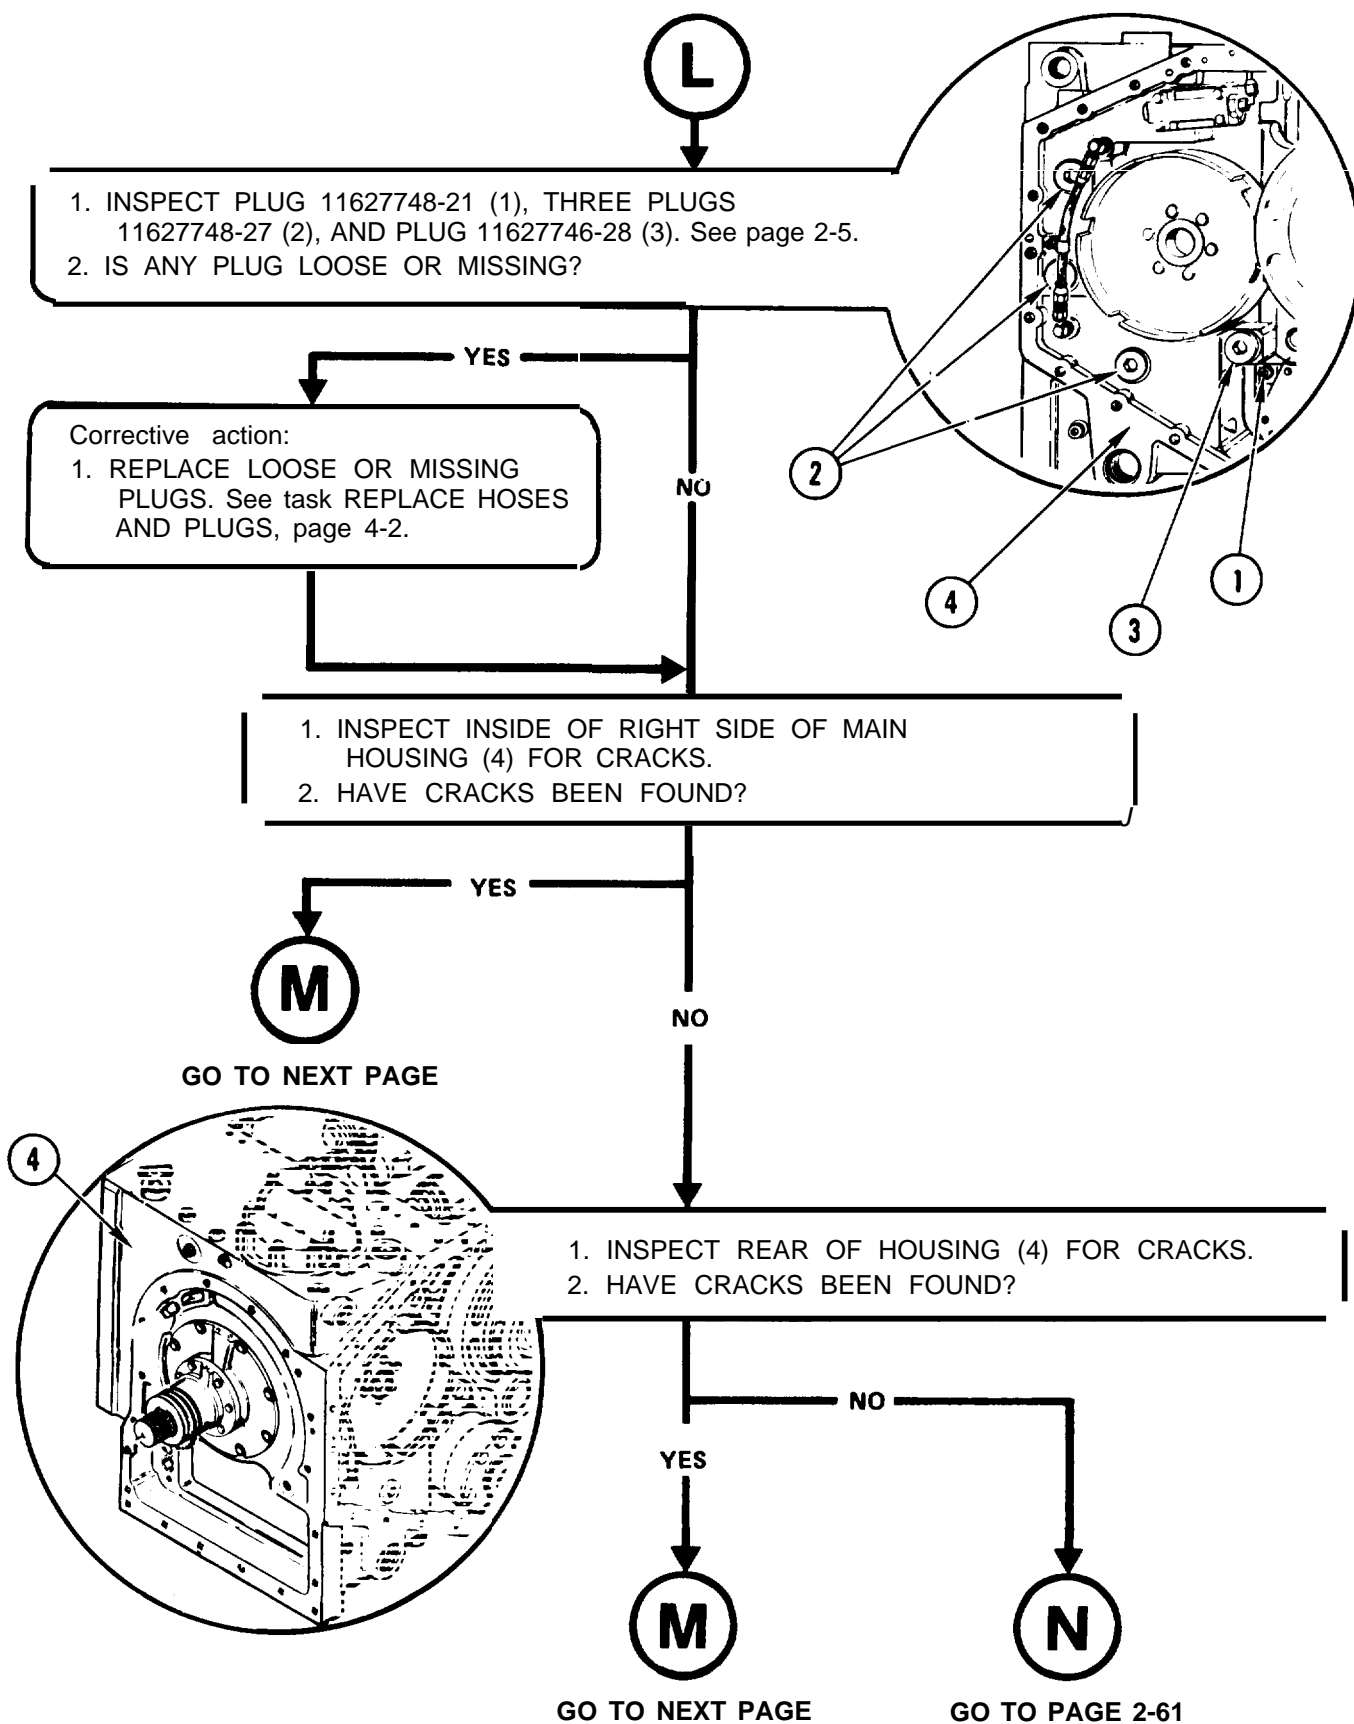 L
1. INSPECT PLUG 11627748-21 (1), THREE PLUGS
11627748-27 (2), AND PLUG 11627746-28 (3). See page 2-5.
2. IS ANY PLUG LOOSE OR MISSING?
YES
Corrective action:
1. REPLACE LOOSE OR MISSING
PLUGS. See task REPLACE HOSES
AND PLUGS, page 4-2.
NO
2
4
3
1
1. INSPECT INSIDE OF RIGHT SIDE OF MAIN
HOUSING (4) FOR CRACKS.
2. HAVE CRACKS BEEN FOUND?
YES
M
GO TO NEXT PAGE
NO
4
1. INSPECT REAR OF HOUSING (4) FOR CRACKS.
2. HAVE CRACKS BEEN FOUND?
NO
YES
M
GO TO NEXT PAGE
N
GO TO PAGE 2-61